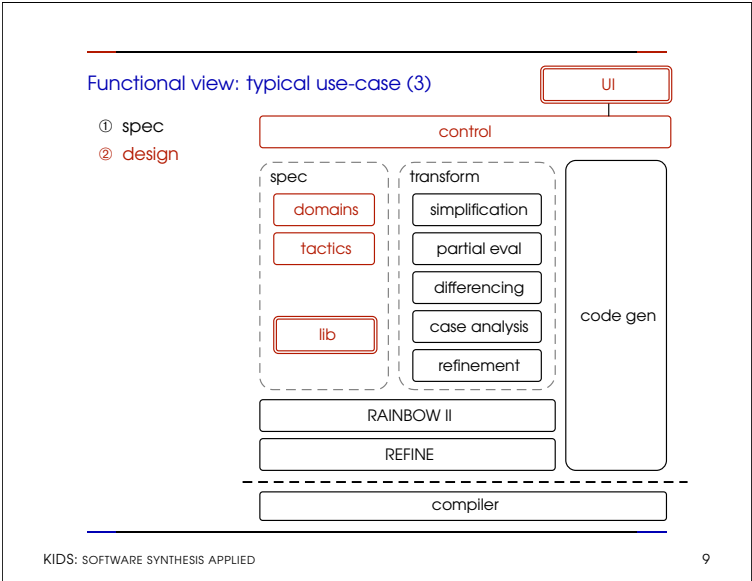 Functional view: typical use-case (3)
UI
① spec
② design
control
spec
domains
tactics
lib
transform
simplification
partial eval
differencing
case analysis
refinement
code gen
RAINBOW II
REFINE
compiler
KIDS: SOFTWARE SYNTHESIS APPLIED
9